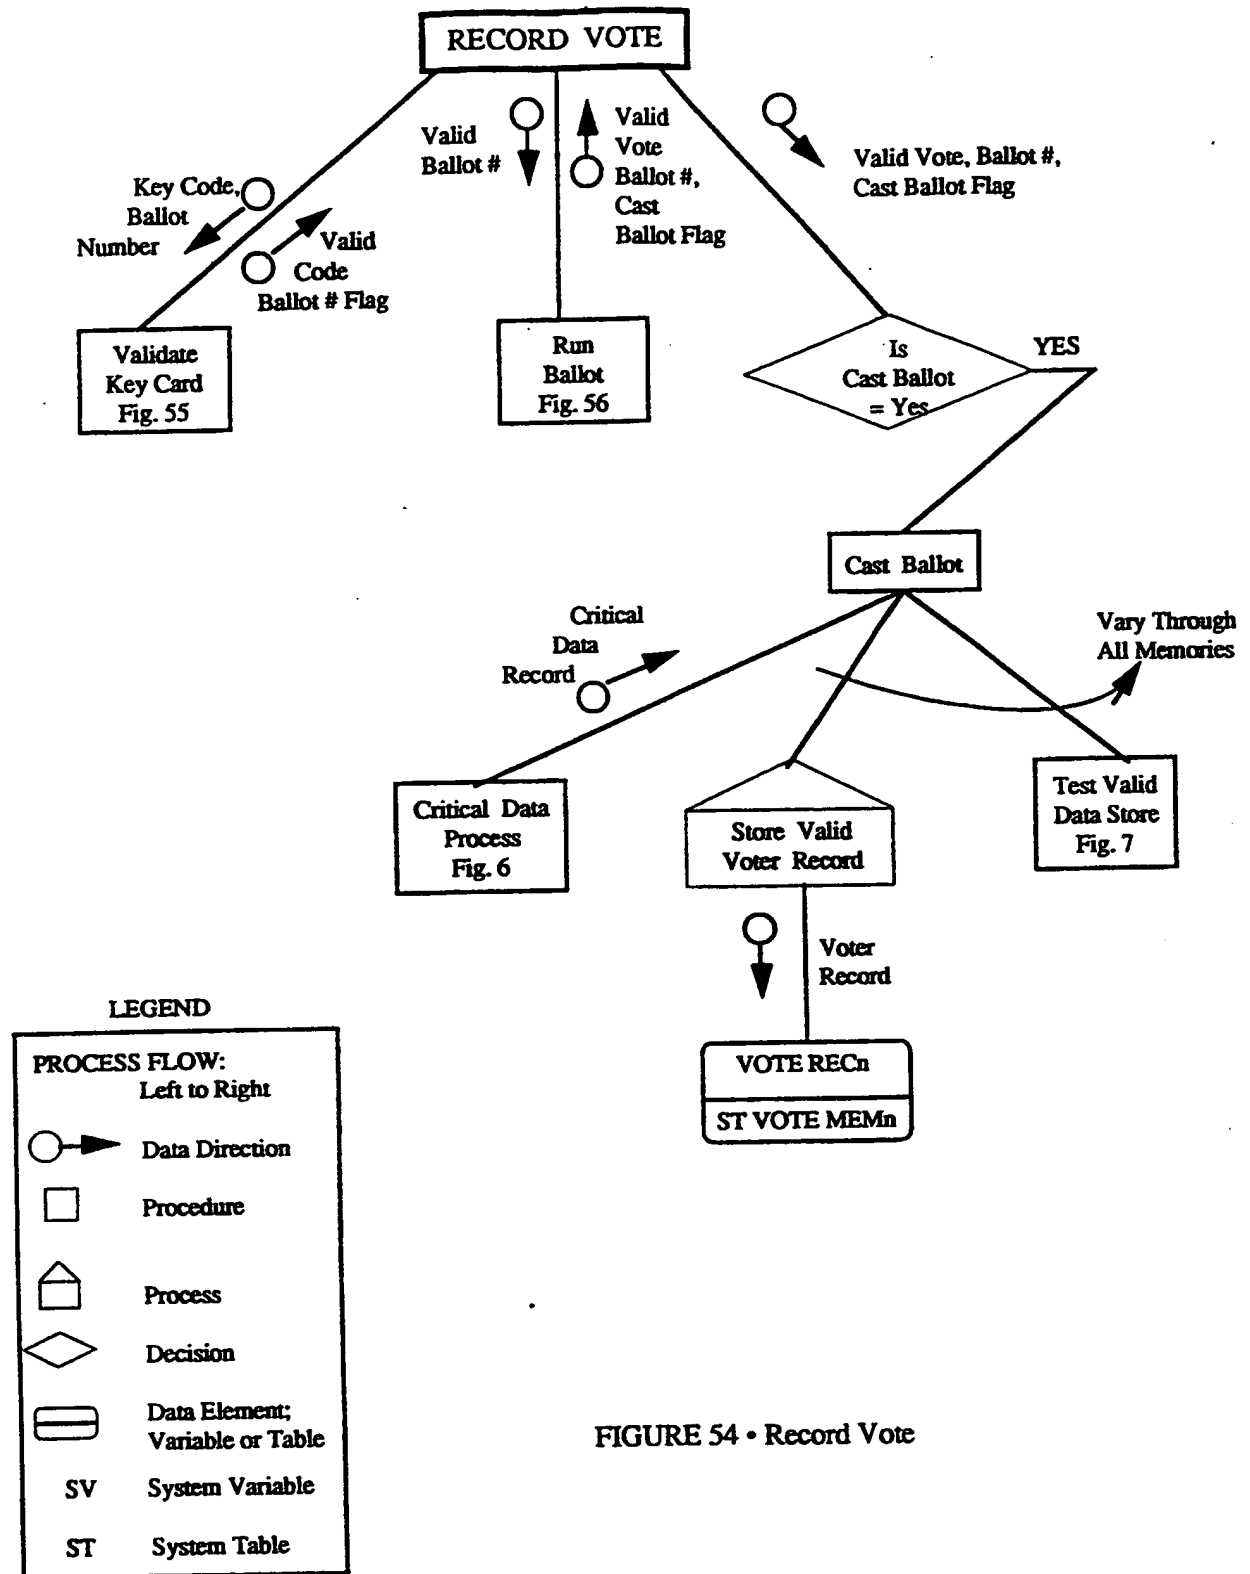 RECORD VOTE
Valid
Ballot #
Valid
Vote
Ballot #,
Cast
Ballot Flag
Valid Vote, Ballot #,
Cast Ballot Flag
Key Code,
Ballot
Number
Valid
Code
Ballot # Flag
Validate
Key Card
Fig. 55
Run
Ballot
Fig. 56
Is
Cast Ballot
= Yes
YES
Cast Ballot
Critical
Data
Record
Vary Through
All Memories
Critical Data
Process
Fig. 6
Store Valid
Voter Record
Test Valid
Data Store
Fig. 7
Voter
Record
VOTE RECn
ST VOTE MEMn
LEGEND
PROCESS FLOW:
Left to Right
Data Direction
Procedure
Process
Decision
Data Element;
Variable or Table
SV System Variable
ST System Table
FIGURE 54 • Record Vote